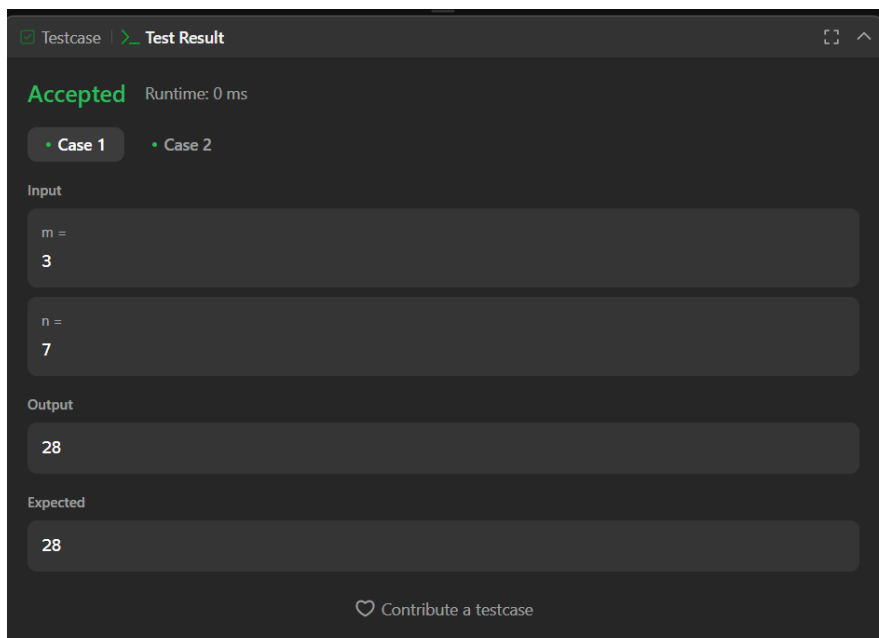 Testcase >_ Test Result
Accepted Runtime: 0 ms
• Case 1 • Case 2
Input
m =
3
n =
7
Output
28
Expected
28
Contribute a testcase